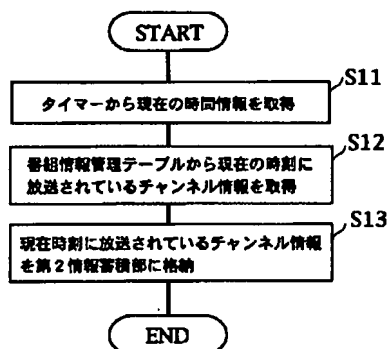 START
S11
タイマーから現在の時間情報を取得
S12
番組情報管理テーブルから現在の時刻に
放送されているチャンネル情報を取得
S13
現在時刻に放送されているチャンネル情報
を第2情報蓄積部に格納
END